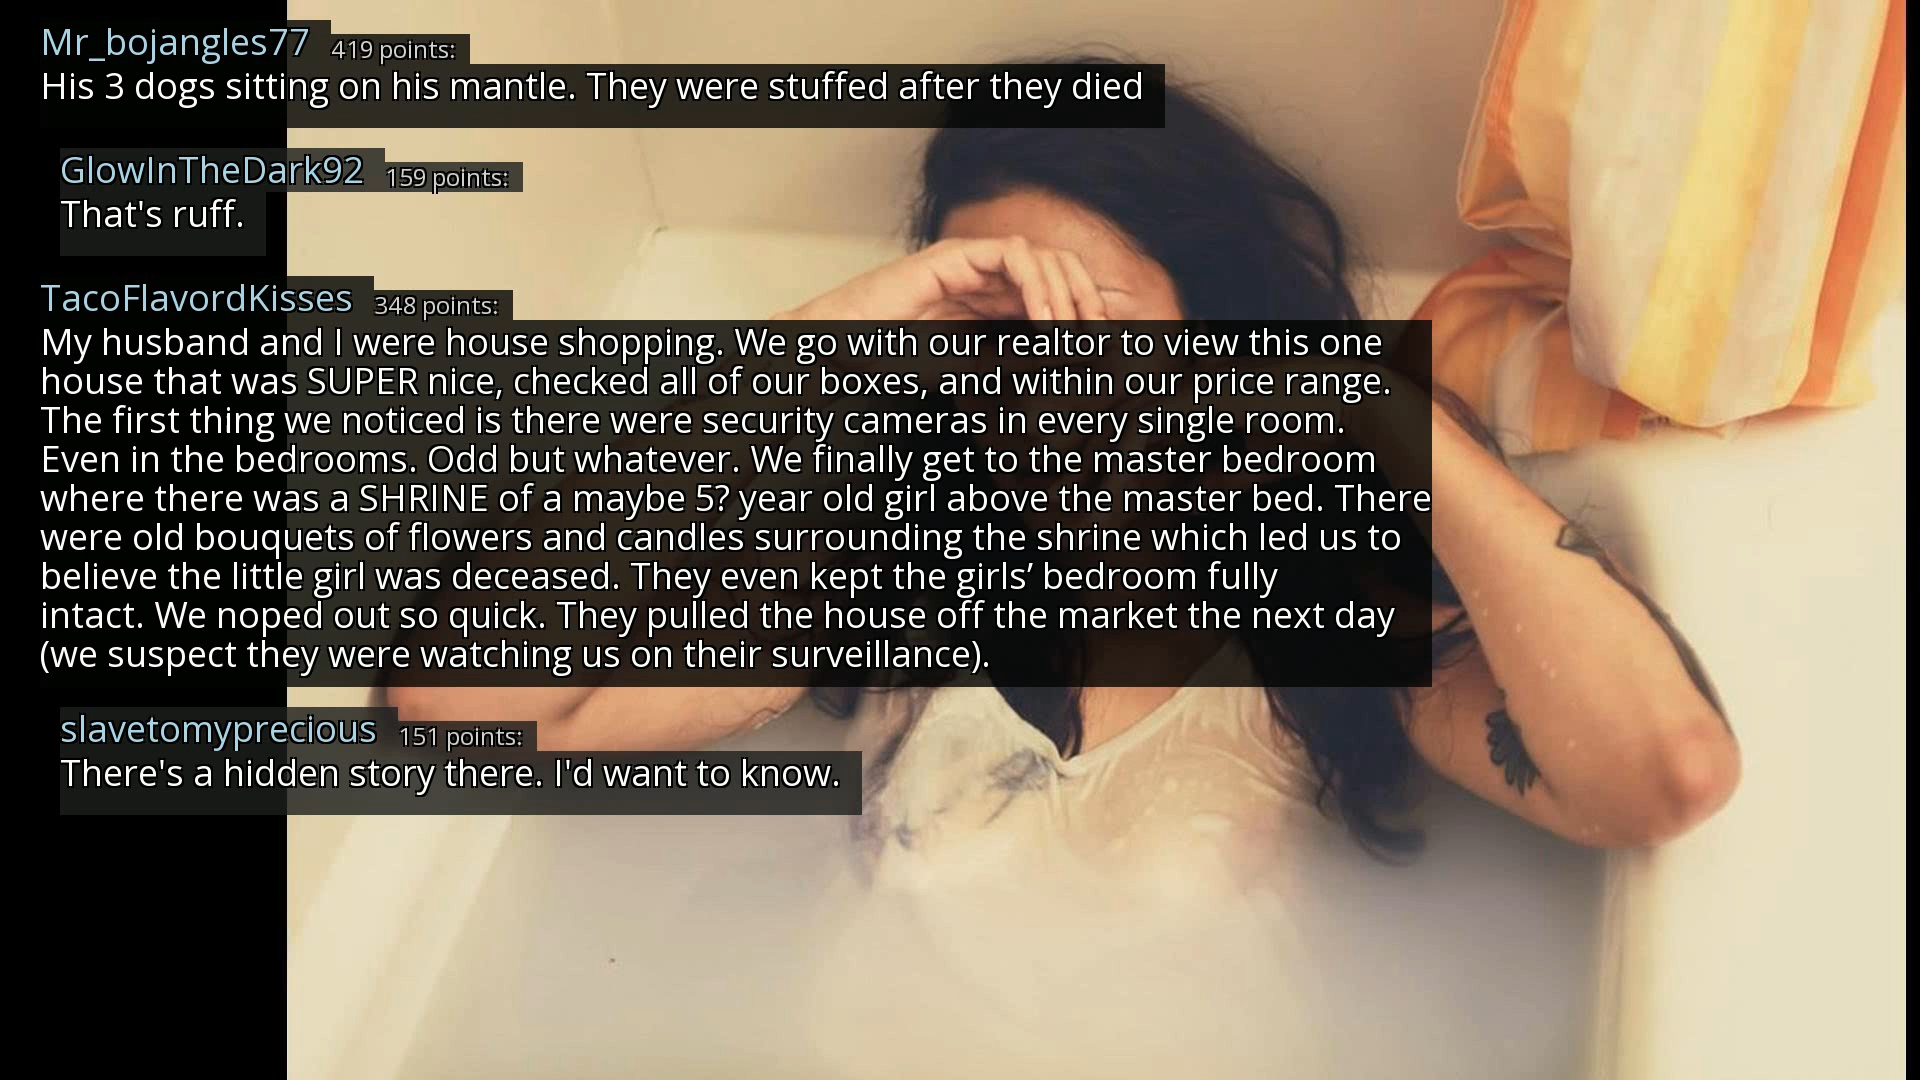 Mr_bojangles77 419 points:
His 3 dogs sitting on his mantle. They were stuffed after they died
GlowInTheDark92 159 points:
That's ruff.
TacoFlavordKisses 348 points:
My husband and I were house shopping. We go with our realtor to view this one
house that was SUPER nice, checked all of our boxes, and within our price range.
The first thing we noticed is there were security cameras in every single room.
Even in the bedrooms. Odd but whatever. We finally get to the master bedroom
where there was a SHRINE of a maybe 5? year old girl above the master bed. There
were old bouquets of flowers and candles surrounding the shrine which led us to
believe the little girl was deceased. They even kept the girls’ bedroom fully
intact. We noped out so quick. They pulled the house off the market the next day
(we suspect they were watching us on their surveillance).
slavetomyprecious 151 points:
There's a hidden story there. I'd want to know.